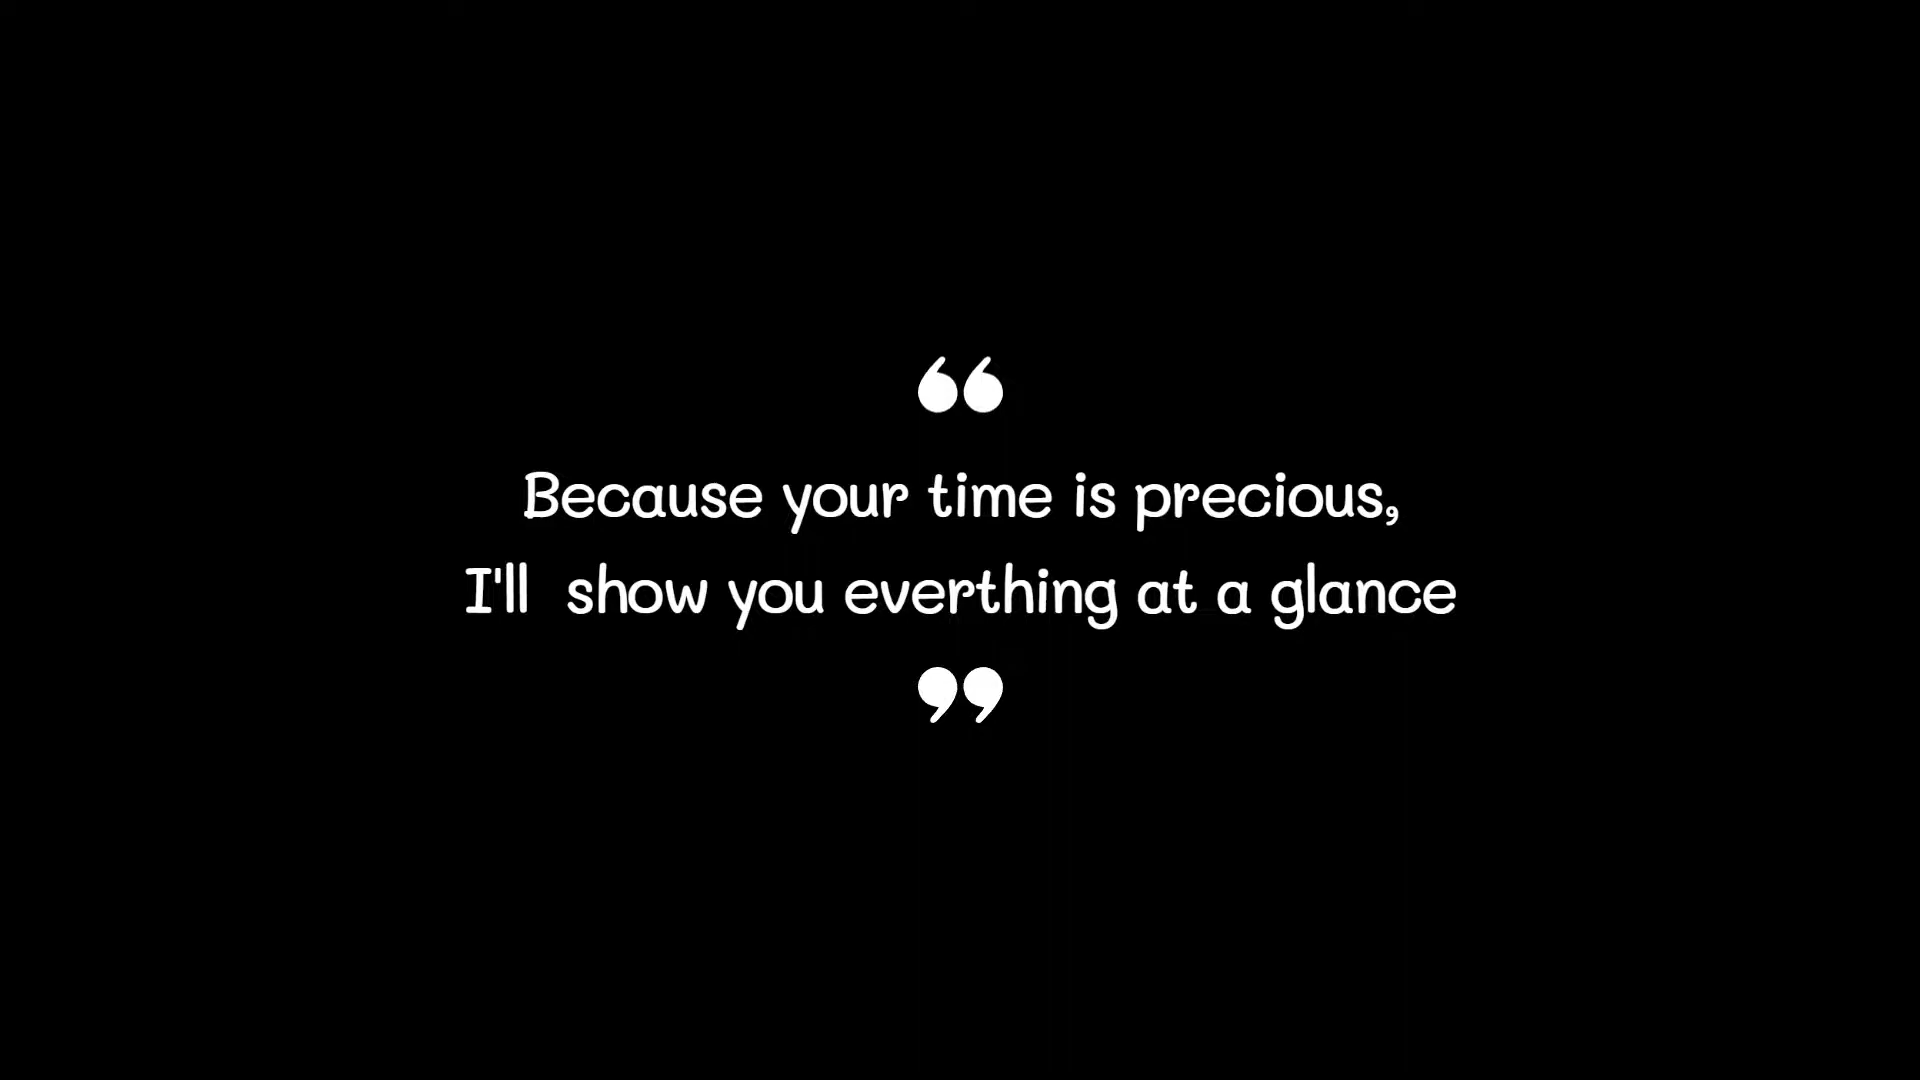 “
Because your time is precious,
I'll  show you everthing at a glance
”